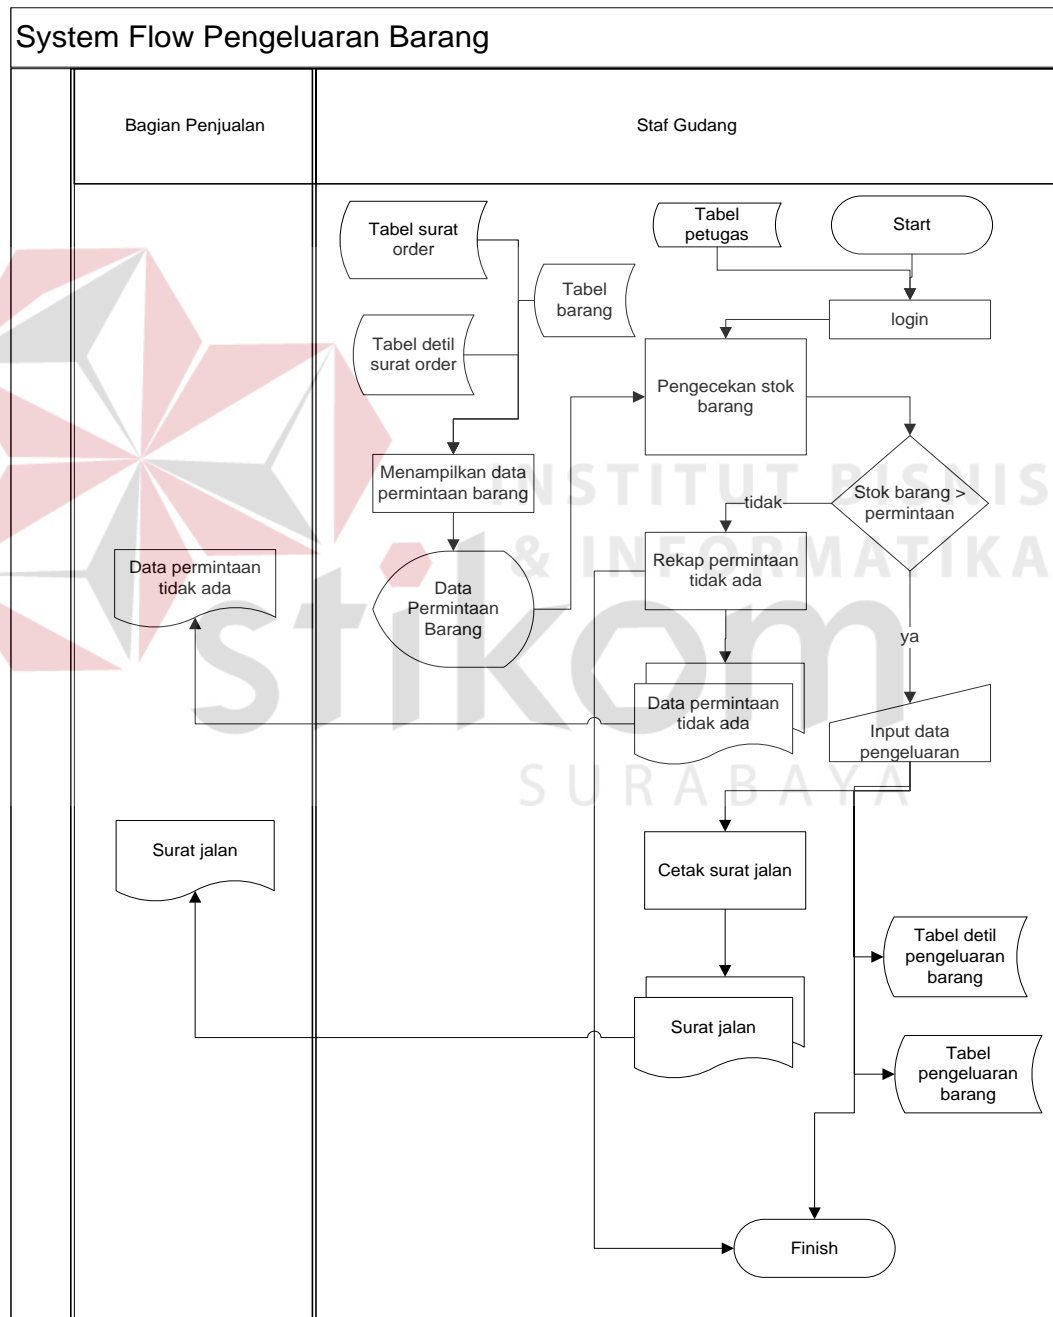 System Flow Pengeluaran Barang
Bagian Penjualan
Staf Gudang
Tabel surat
order
Tabel
petugas
Start
Tabel
barang
login
Tabel detil
surat order
Pengecekan stok
barang
Menampilkan data
permintaan barang
Stok barang >
permintaan
tidak
INSTITUT BISNIS
& INFORMATIKA
Data permintaan
tidak ada
Data
Permintaan
Barang
Rekap permintaan
tidak ada
stikom
ya
Data permintaan
tidak ada
Input data
pengeluaran
SURABAYA
Surat jalan
Cetak surat jalan
Tabel detil
pengeluaran
barang
Surat jalan
Tabel
pengeluaran
barang
Finish